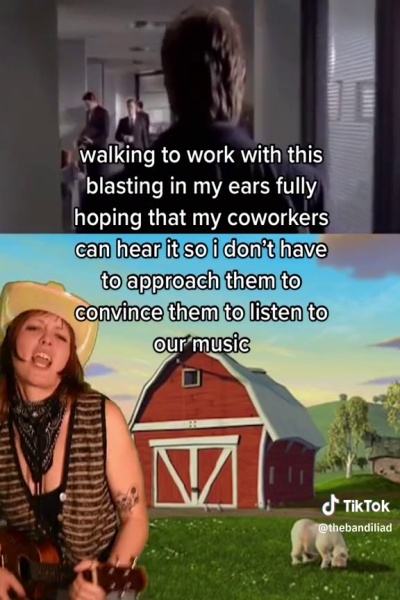 walking to work with this
blasting in my ears fully
hoping that my coworkers
can hear it so i don't have
to approach them to
convince them to listen to
our music
TikTok
@thebandiliad